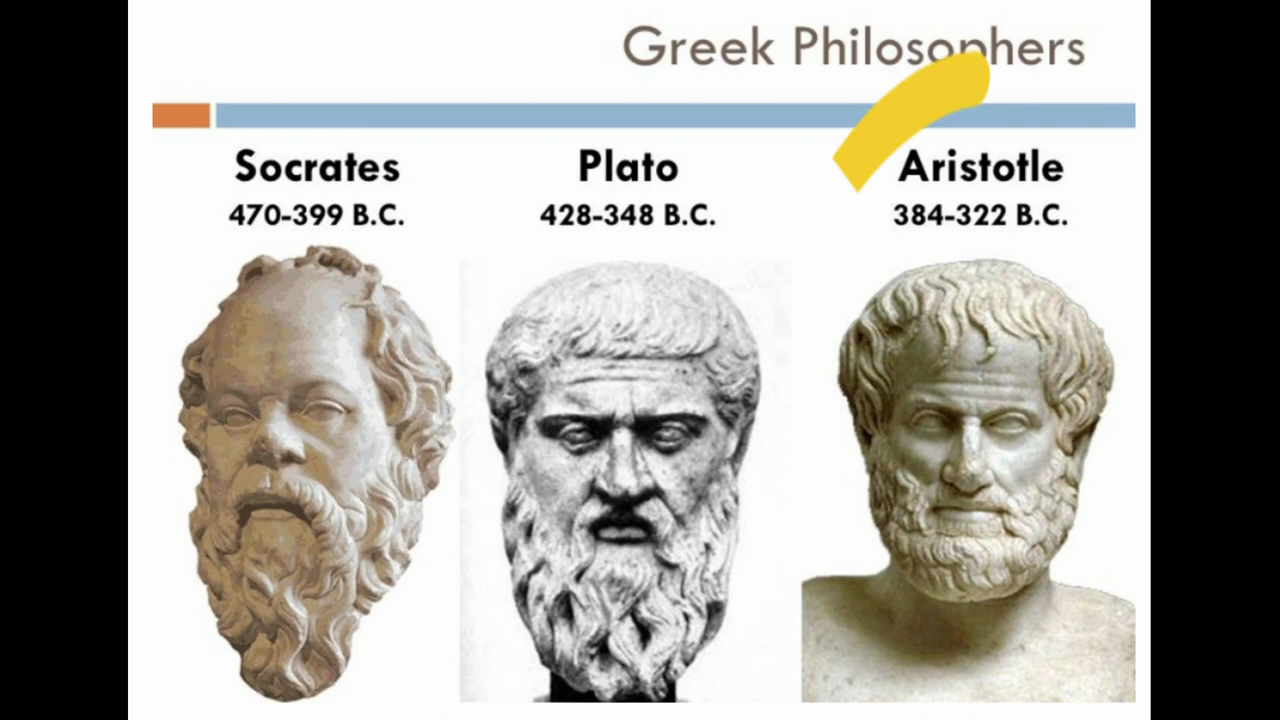 Greek Philosophers
Socrates Plato Aristotle
470-399 B.C. 428-348 B.C. 384-322 B.C.